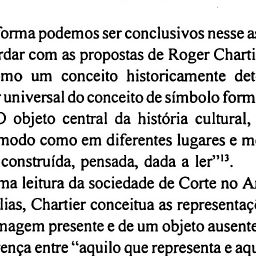 forma podemos ser conclusivos nesse as
rdar com as propostas de Roger Charti
mo um conceito historicamente det
r universal do conceito de símbolo form
O objeto central da história cultural,
modo como em diferentes lugares e mo
construída, pensada, dada a ler”¹³.
ma leitura da sociedade de Corte no An
lias, Chartier conceitua as representaçõ
magem presente e de um objeto ausente
rença entre “aquilo que representa e aqu